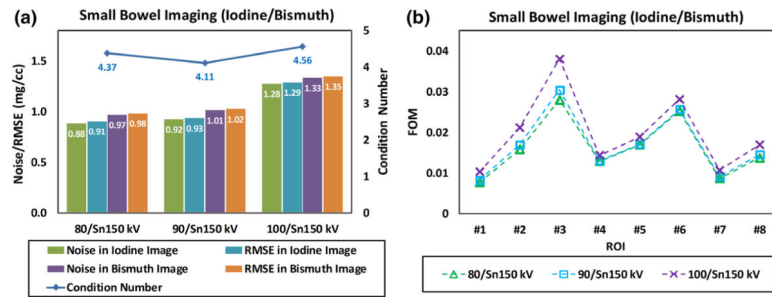 (a)
Small Bowel Imaging (Iodine/Bismuth)
Noise/RMSE (mg/cc)
1.5
1.0
0.5
0.0
4.37
4.11
4.56
0.88
0.91
0.97
0.98
0.92
0.93
1.01
1.02
1.28
1.29
1.33
1.35
5
4
3
2
1
0
Condition Number
80/Sn150 kV
90/Sn150 kV
100/Sn150 kV
Noise in Iodine Image
RMSE in Iodine Image
Noise in Bismuth Image
RMSE in Bismuth Image
Condition Number
(b)
Small Bowel Imaging (Iodine/Bismuth)
FOM
0.04
0.03
0.02
0.01
0
#1
#2
#3
#4
#5
#6
#7
#8
ROI
80/Sn150 kV
90/Sn150 kV
100/Sn150 kV